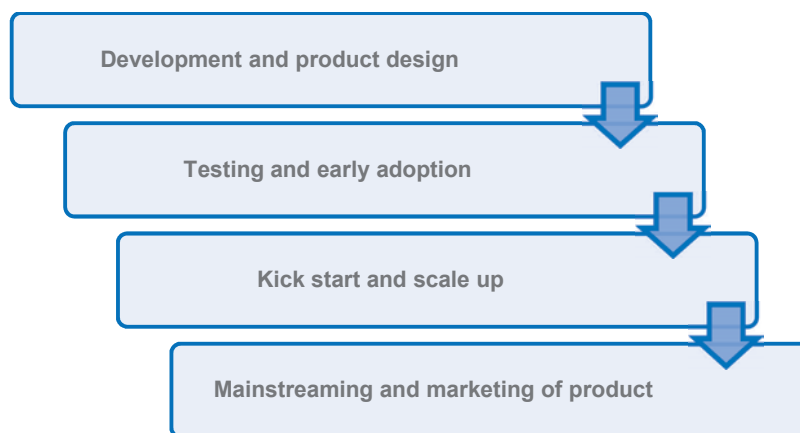 Development and product design
Testing and early adoption
Kick start and scale up
Mainstreaming and marketing of product